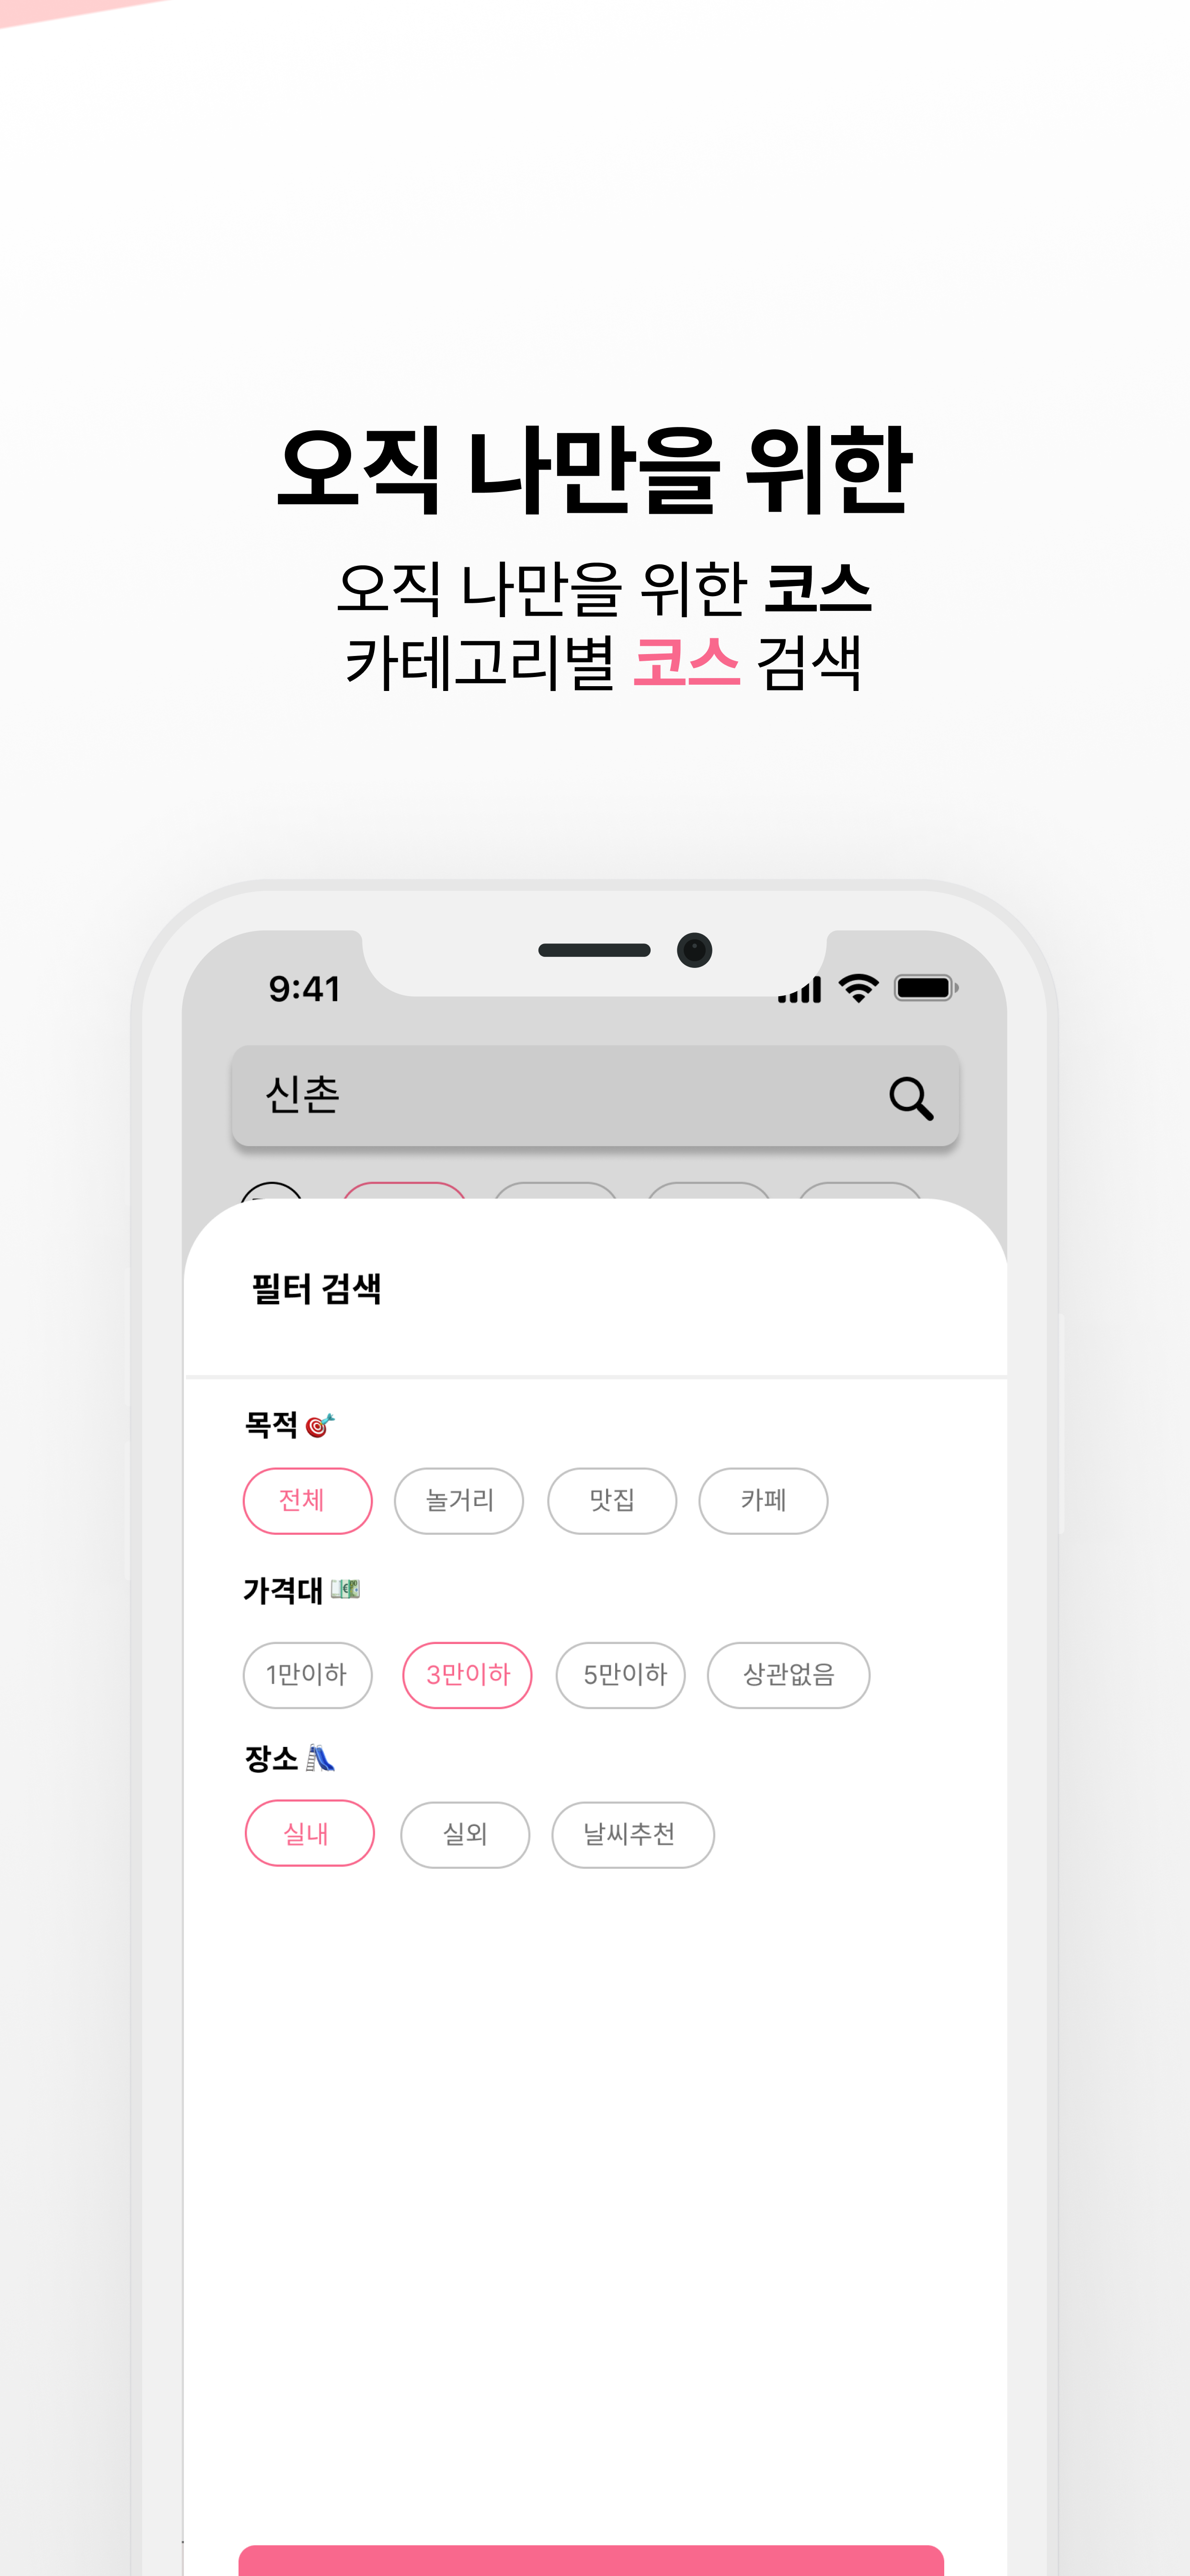 오직 나만을 위한
오직 나만을 위한 코스
카테고리별 코스 검색
9:41
신촌
필터 검색
목적 🎯
전체 놀거리 맛집 카페
가격대 💶
1만이하 3만이하 5만이하 상관없음
장소 🛝
실내 실외 날씨추천